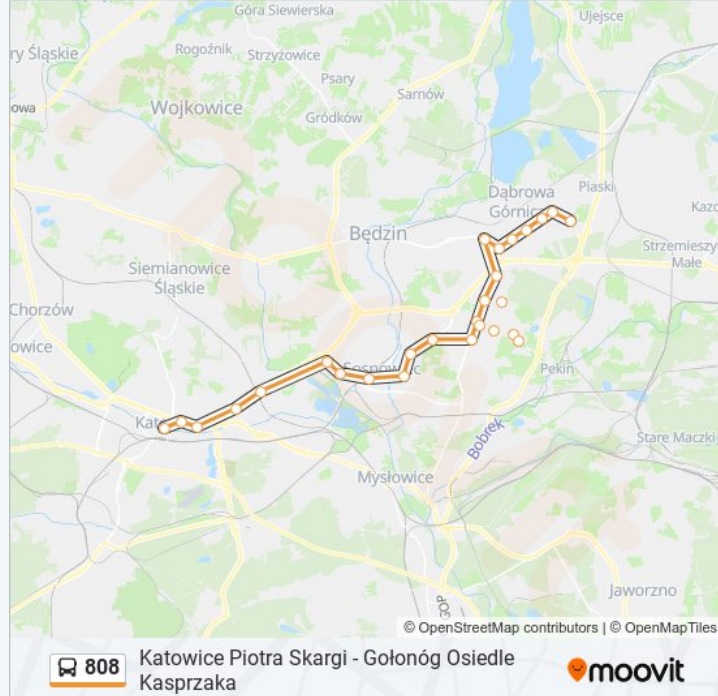 Góra Siewierska
Ujejsce
ry Śląskie
Rogoźnik
Strzyżowice
Psary
Sarnów
owa
Wojkowice
Gródków
Dąbrowa
Górnic
Piaski
Kazd
Będzin
Strzemieszy
Małe
Siemianowice
Śląskie
Chorzów
owice
Sosnowiec
Pekin
Kato
Bobrek
Stare Maczki
Mysłowice
Jaworzno
© OpenStreetMap contributors | © OpenMapTiles
808 Katowice Piotra Skargi - Gołonóg Osiedle
Kasprzaka
moovit